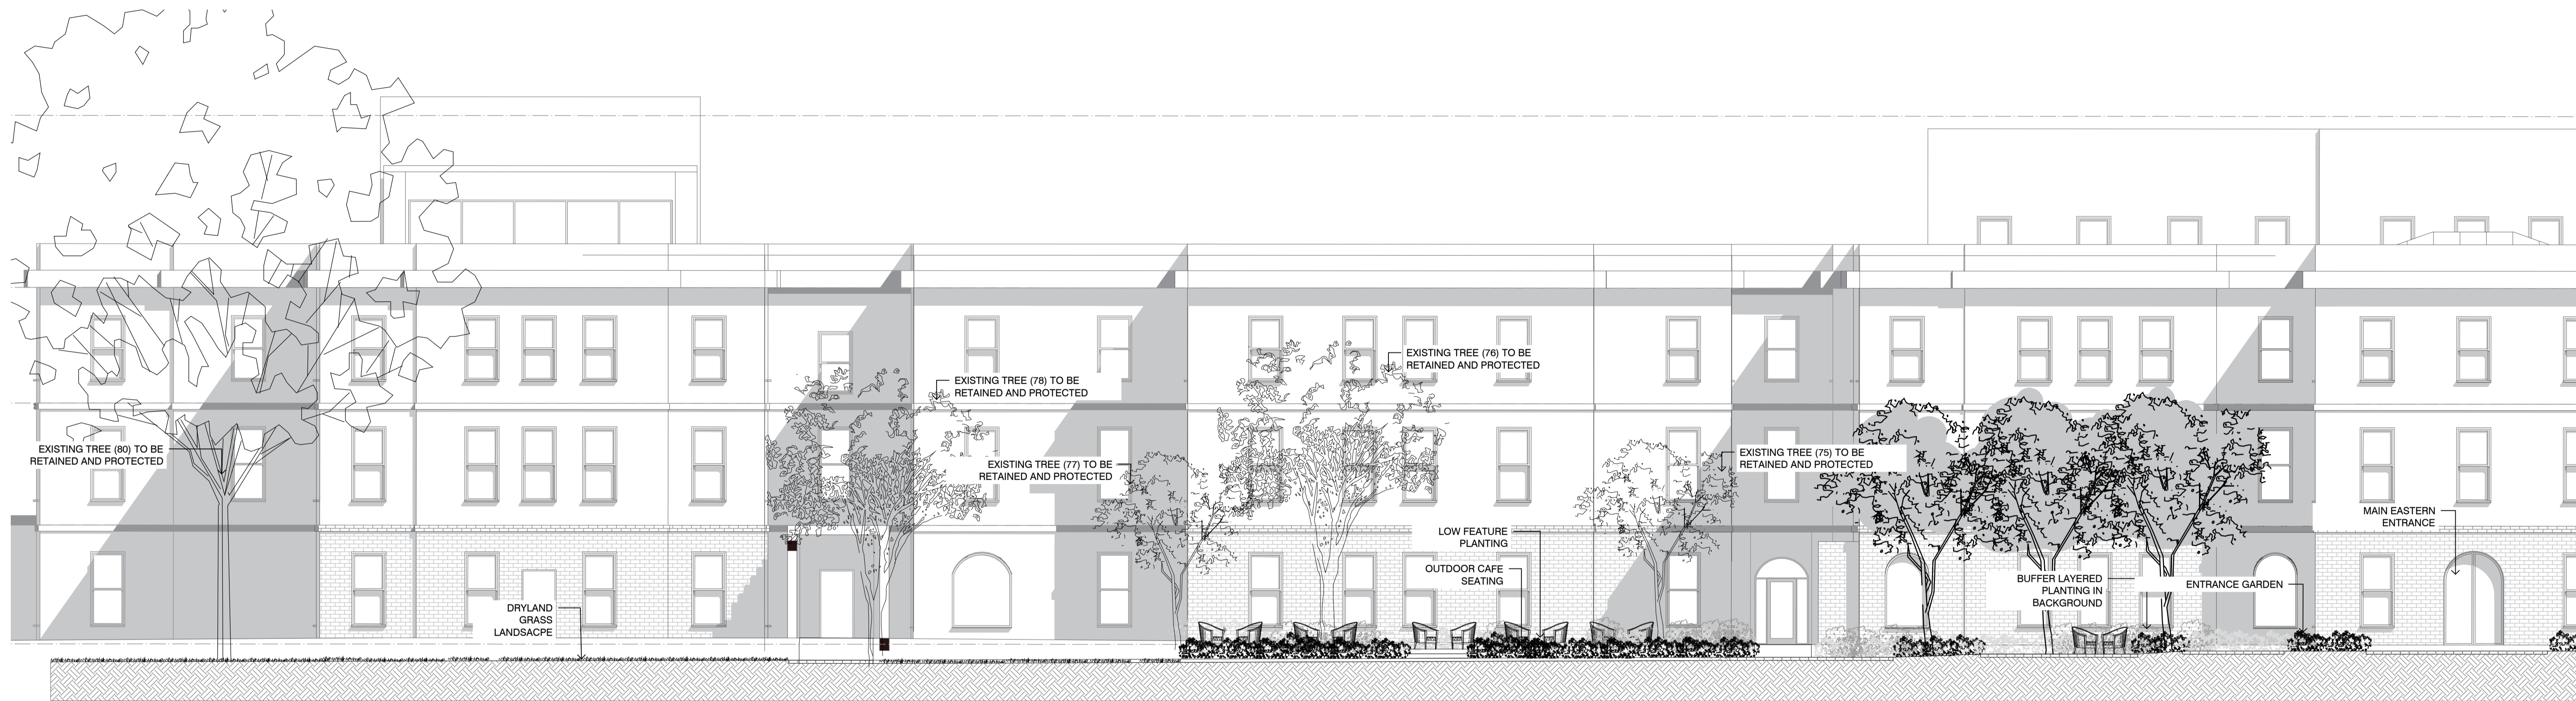 EXISTING TREE (80) TO BE
RETAINED AND PROTECTED
DRYLAND
GRASS
LANDSACPE
EXISTING TREE (78) TO BE
RETAINED AND PROTECTED
EXISTING TREE (77) TO BE
RETAINED AND PROTECTED
EXISTING TREE (76) TO BE
RETAINED AND PROTECTED
LOW FEATURE
PLANTING
OUTDOOR CAFE
SEATING
EXISTING TREE (75) TO BE
RETAINED AND PROTECTED
BUFFER LAYERED
PLANTING IN
BACKGROUND
ENTRANCE GARDEN
MAIN EASTERN
ENTRANCE